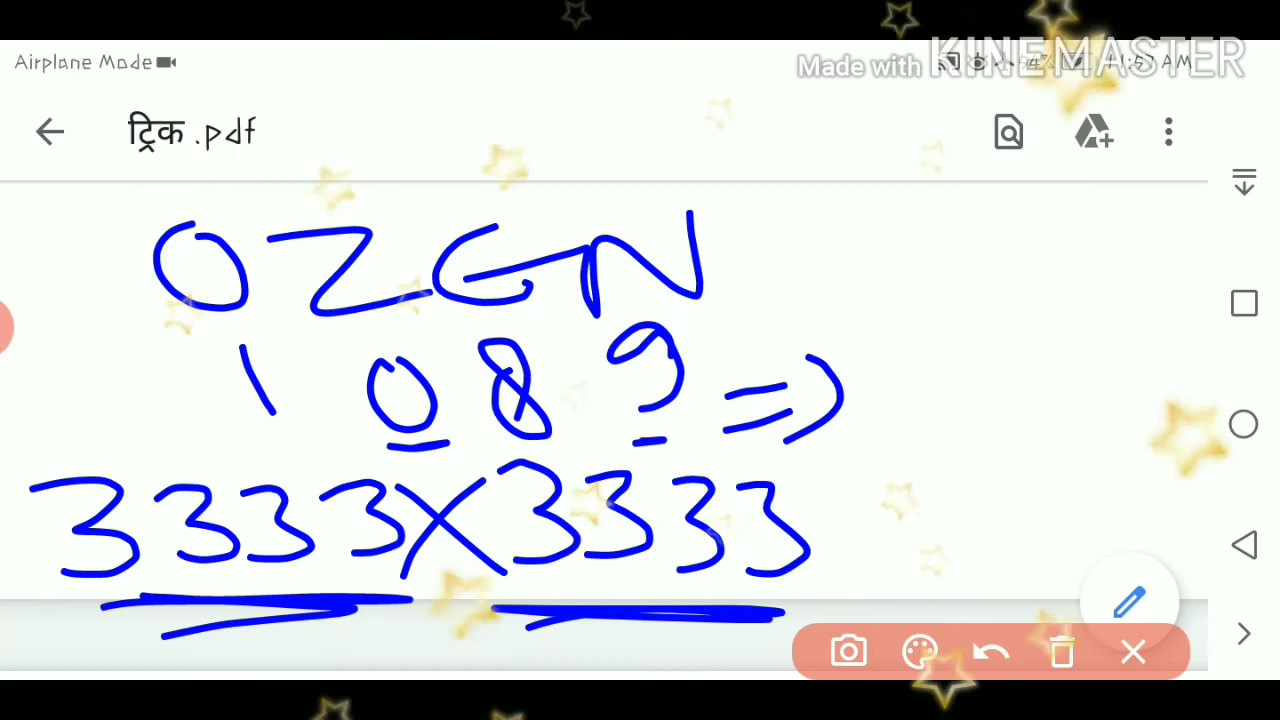 Airplane Mode
Made with KINEMASTER
ट्रिक .pdf
OZGN
1 0 8 9 =>
3333X3333